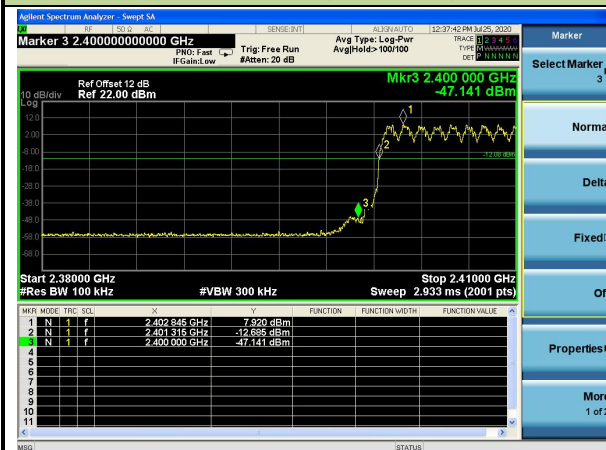 Agilent Spectrum Analyzer - Swept SA
RF 50 Ω AC SENSE:INT ALIGNAUTO 12:37:42 PM Jul 25, 2020
Marker 3 2.400000000000 GHz
PNO: Fast
IFGain:Low
Trig: Free Run
#Atten: 20 dB
Avg Type: Log-Pwr
Avg|Hold:> 100/100
TRACE 1 2 3 4 5 6
TYPE M
DET P N N N N N
Ref Offset 12 dB
10 dB/div Ref 22.00 dBm
Log
Mkr3 2.400 000 GHz
-47.141 dBm
12.0
2.00
-8.00
-18.0
-28.0
-38.0
-48.0
-58.0
-68.0
1
2
3
-12.08 dBm
Start 2.38000 GHz Stop 2.41000 GHz
#Res BW 100 kHz #VBW 300 kHz Sweep 2.933 ms (2001 pts)
MKR MODE TRC SCL X Y FUNCTION FUNCTION WIDTH FUNCTION VALUE
1 N 1 f 2.402 845 GHz 7.920 dBm
2 N 1 f 2.401 315 GHz -12.685 dBm
3 N 1 f 2.400 000 GHz -47.141 dBm
4
5
6
7
8
9
10
11
MSG STATUS
Marker
Select Marker
3
Norma
Delta
Fixed
Of
Properties
More
1 of 2